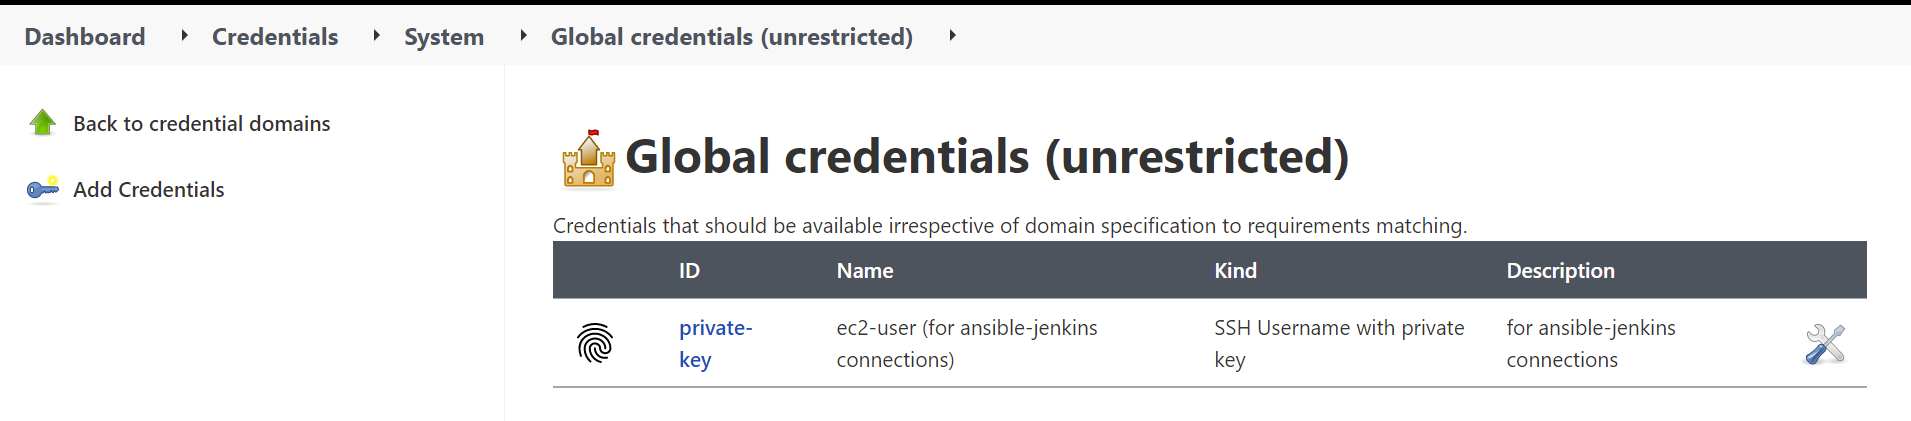 Dashboard Credentials System Global credentials (unrestricted)
Back to credential domains
Add Credentials
Global credentials (unrestricted)
Credentials that should be available irrespective of domain specification to requirements matching.
ID Name Kind Description
private- ec2-user (for ansible-jenkins SSH Username with private for ansible-jenkins
key connections) key connections